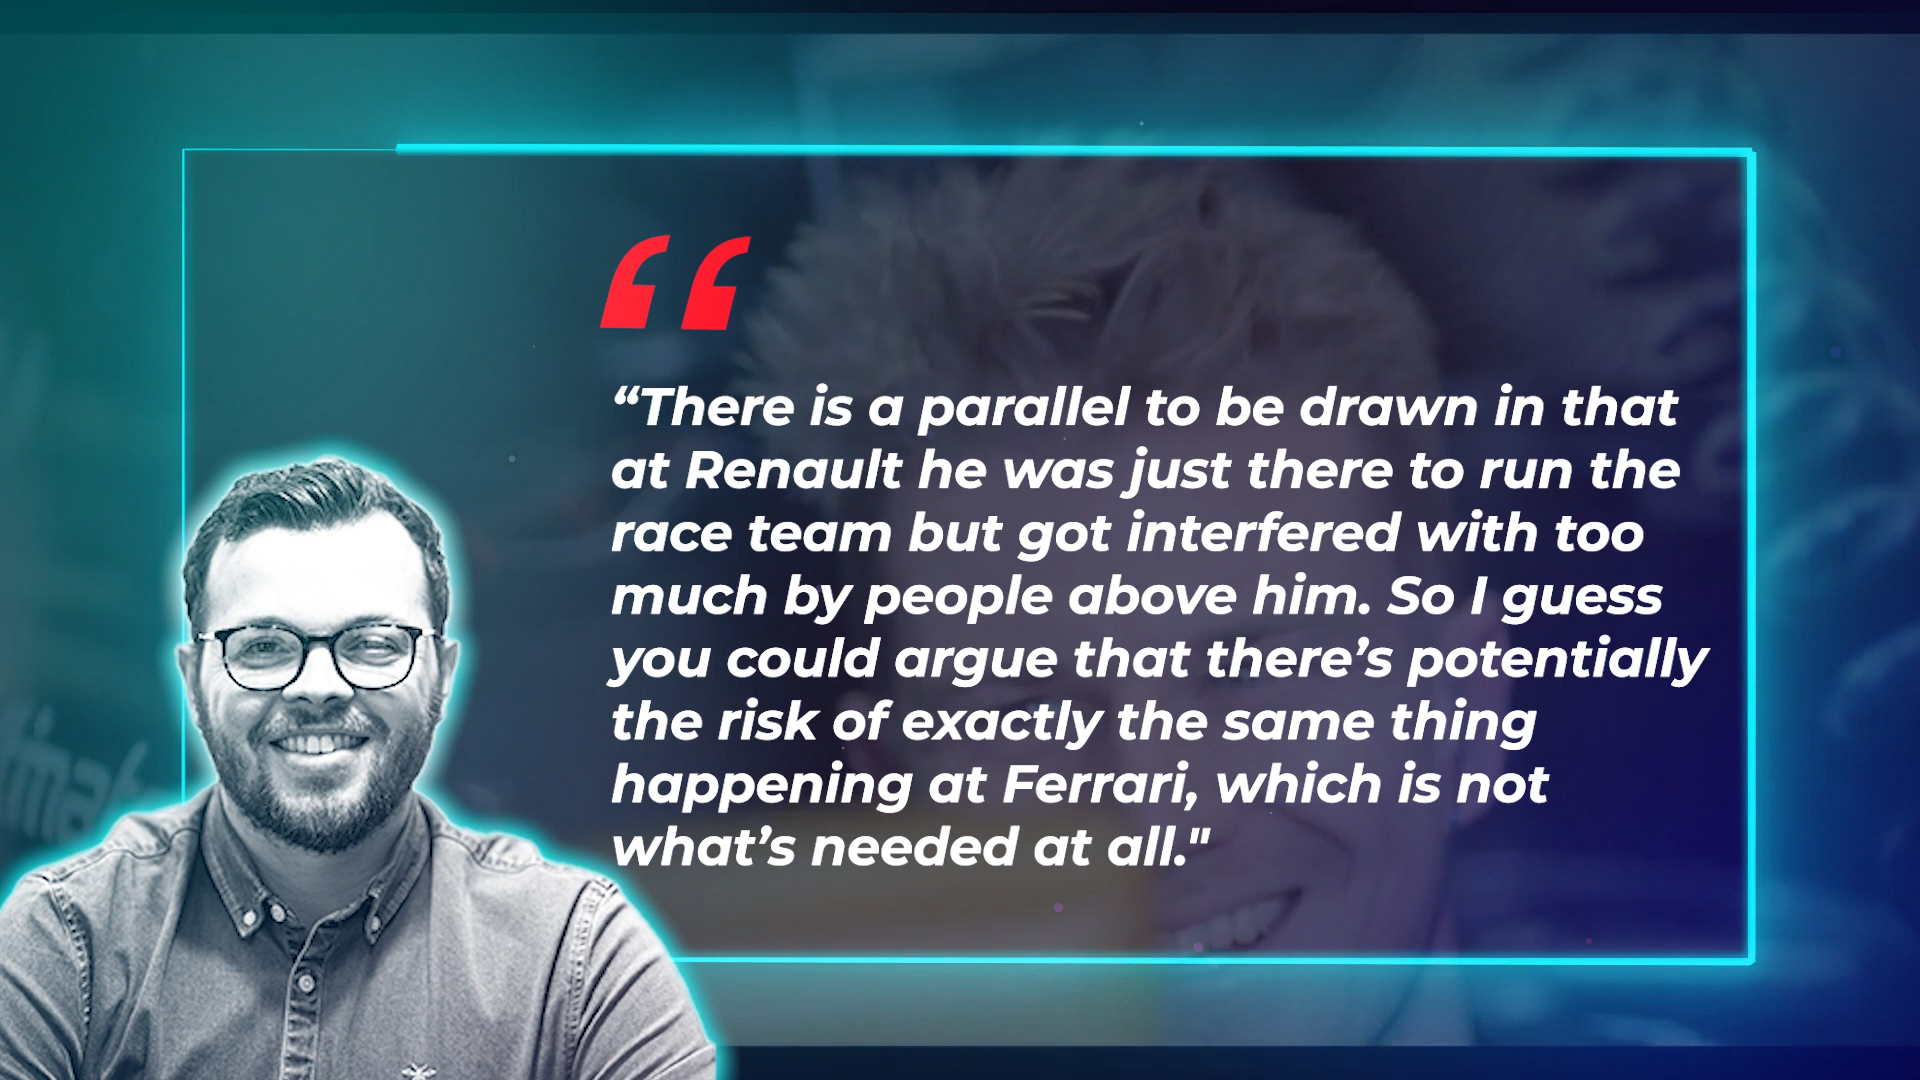 “There is a parallel to be drawn in that
at Renault he was just there to run the
race team but got interfered with too
much by people above him. So I guess
you could argue that there’s potentially
the risk of exactly the same thing
happening at Ferrari, which is not
what’s needed at all."